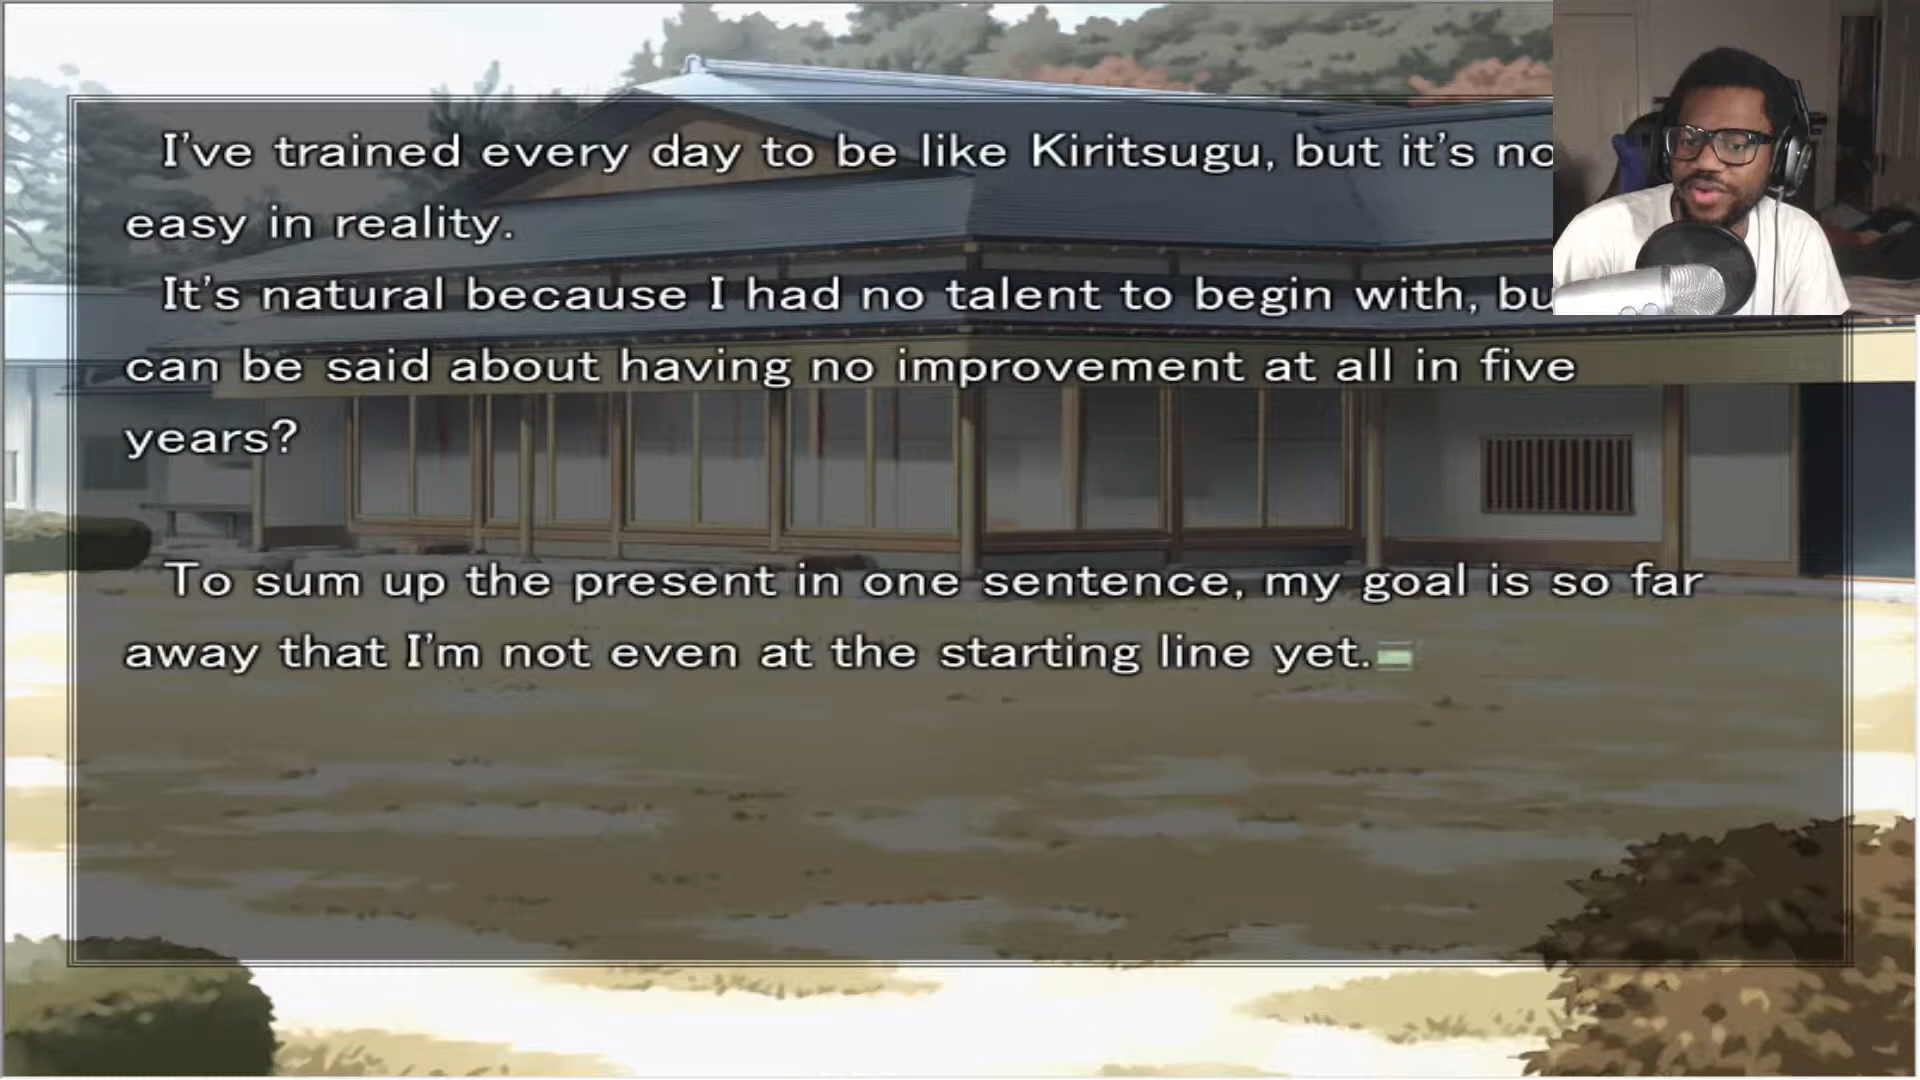 I've trained every day to be like Kiritsugu, but it's
easy in reality.
It's natural because I had no talent to begin with,
can be said about having no improvement at all in five
years?
To sum up the present in one sentence, my goal is so far
away that I'm not even at the starting line yet.